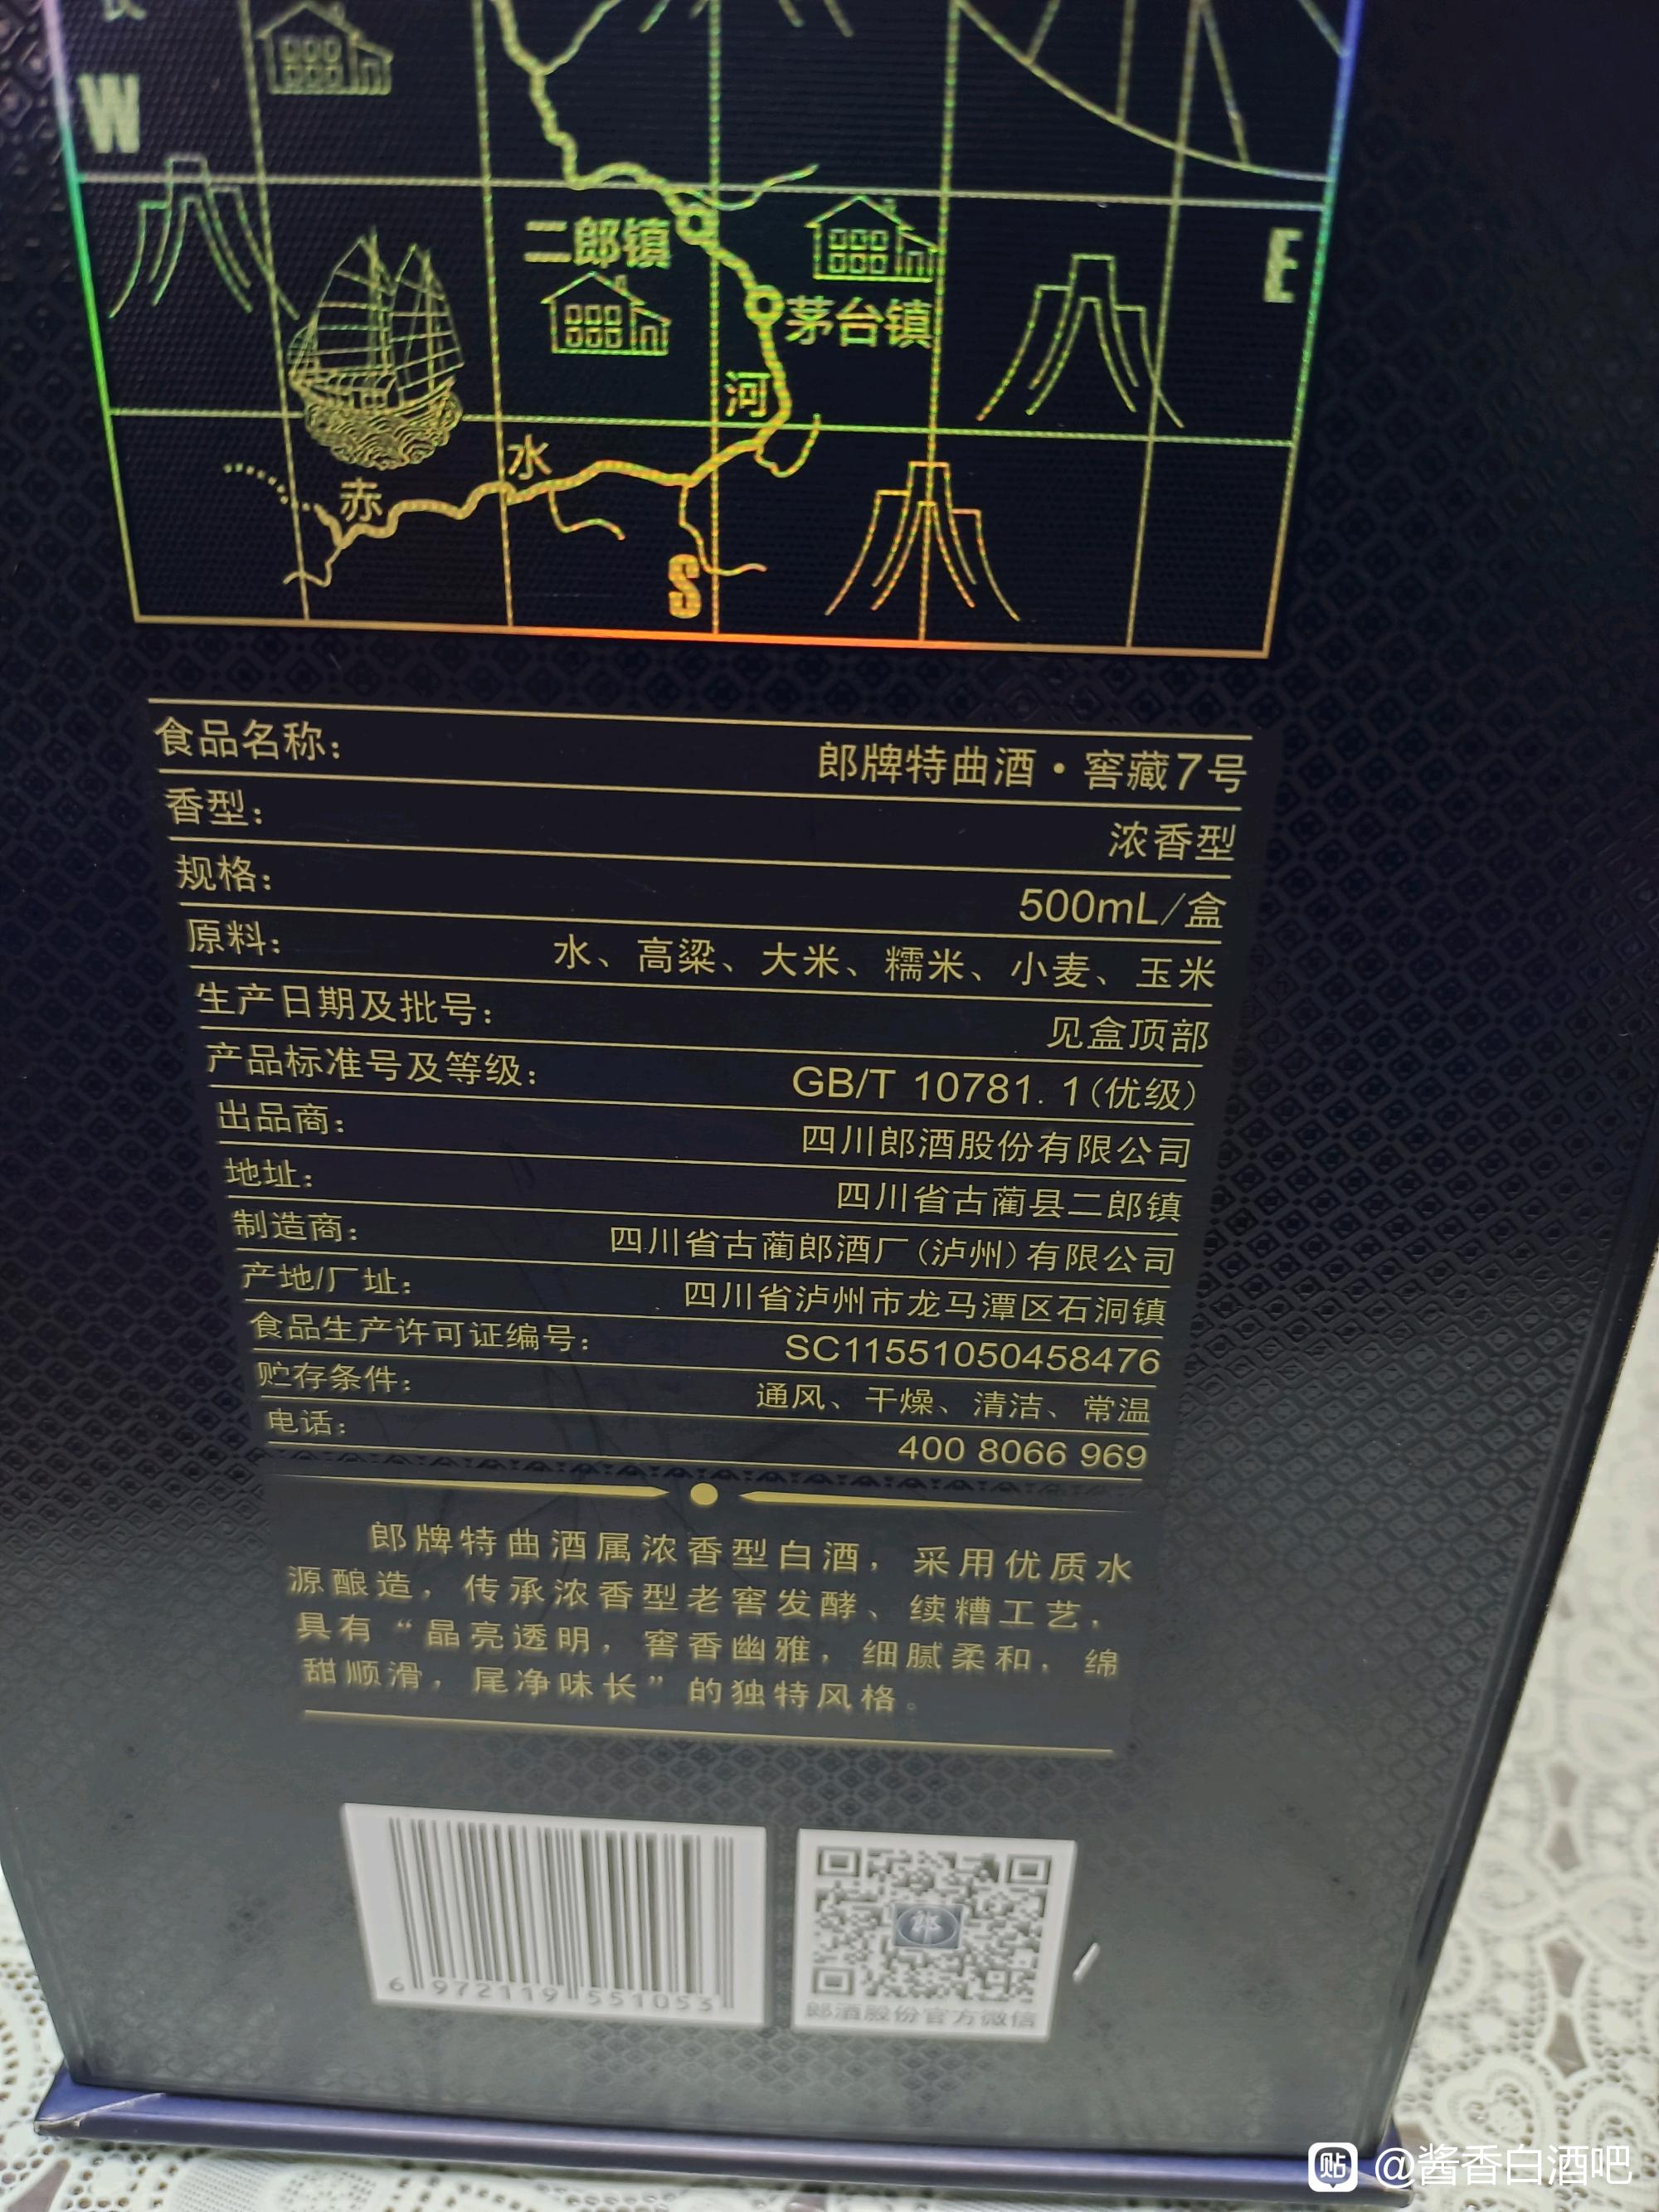 W
二郎镇
E
茅台镇
河
水
赤
S
食品名称： 郎牌特曲酒·窖藏7号
香型： 浓香型
规格： 500mL/盒
原料： 水、高粱、大米、糯米、小麦、玉米
生产日期及批号： 见盒顶部
产品标准号及等级： GB/T 10781.1(优级)
出品商： 四川郎酒股份有限公司
地址： 四川省古蔺县二郎镇
制造商： 四川省古蔺郎酒厂(泸州)有限公司
产地/厂址： 四川省泸州市龙马潭区石洞镇
食品生产许可证编号： SC11551050458476
贮存条件： 通风、干燥、清洁、常温
电话： 400 8066 969
郎牌特曲酒属浓香型白酒，采用优质水
源酿造，传承浓香型老窖发酵、续糟工艺，
具有“晶亮透明，窖香幽雅，细腻柔和，绵
甜顺滑，尾净味长”的独特风格。
6 972119 551053
郎
郎酒股份官方微信
贴 @酱香白酒吧